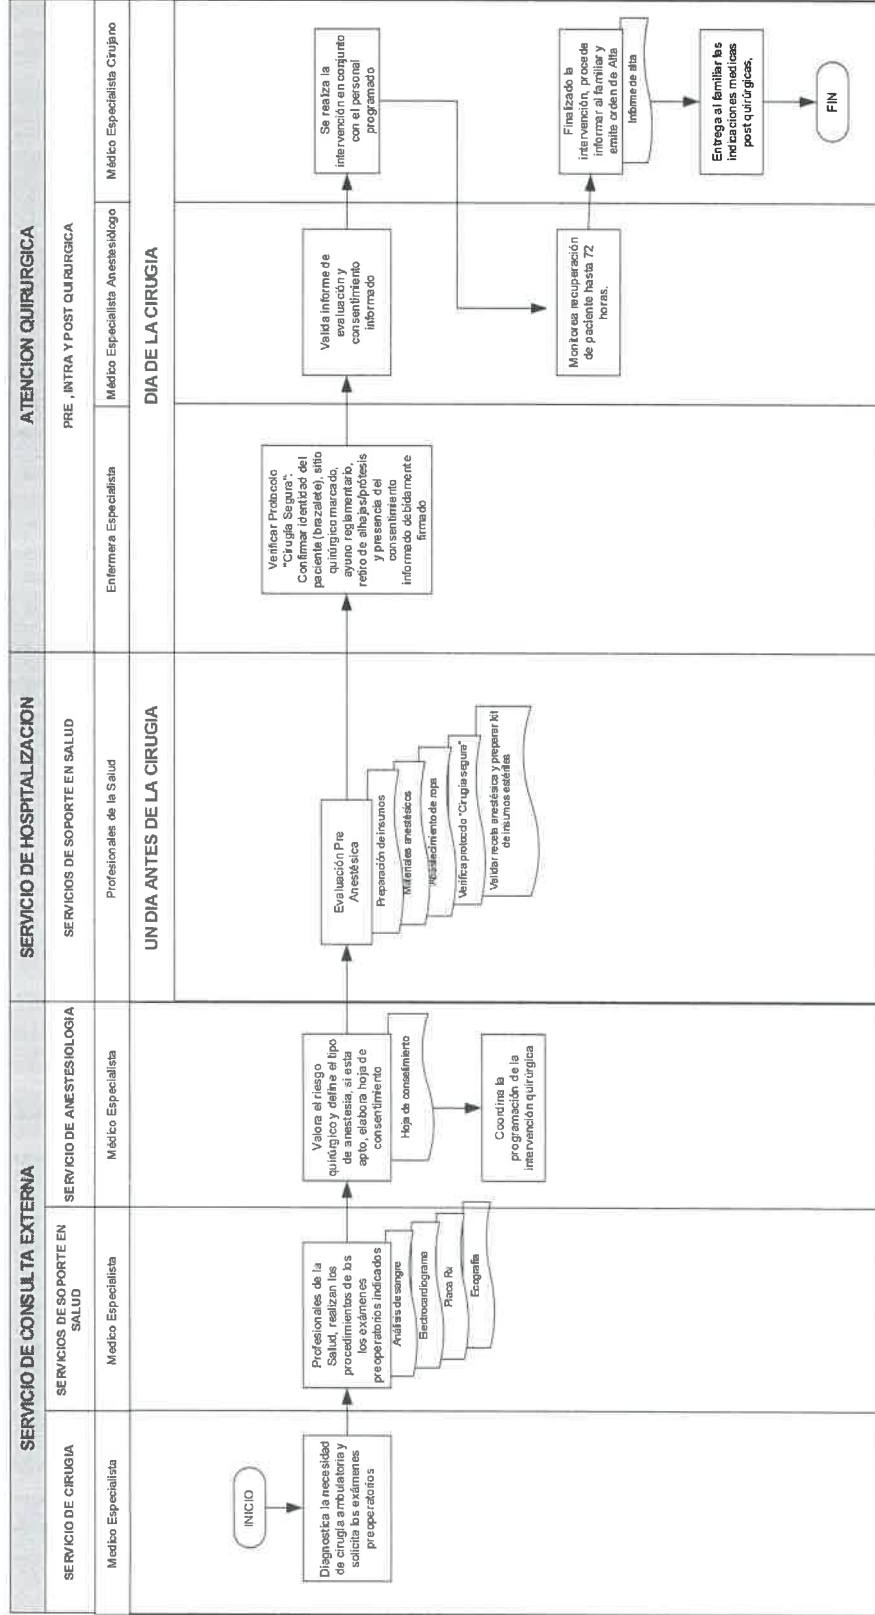 SERVICIO DE CONSULTA EXTERNA
SERVICIO DE HOSPITALIZACION
ATENCION QUIRURGICA
SERVICIO DE CIRUGIA
SERVICIOS DE SOPORTE EN
SALUD
SERVICIO DE ANESTESIOLOGIA
SERVICIOS DE SOPORTE EN SALUD
PRE , INTRA Y POST QUIRURGICA
Medico Especialista
Medico Especialista
Médico Especialista
Profesionales de la Salud
Enfermera Especialista
Médico Especialista Anestesiólogo
Médico Especialista Cirujano
UN DIA ANTES DE LA CIRUGIA
DIA DE LA CIRUGIA
INICIO
Diagnostica la necesidad
de cirugía ambulatoria y
solicita los exámenes
preoperatorios
Profesionales de la
Salud, realizan los
procedimientos de los
los exámenes
preoperatorios indicados
Análisis de sangre
Electrocardiograma
Placa Rx
Ecografía
Valora el riesgo
quirúrgico y define el tipo
de anestesia, si esta
apto, elabora hoja de
consentimiento
Hoja de consetimiento
Coordina la
programación de la
intervención quirúrgica
Evaluación Pre
Anestésica
Preparación de insumos
Materiales anestésicos
Abastecimiento de ropa
Verifica protocolo "Cirugia segura"
Validar receta anestésica y preparar kit
de insumos estériles
Verificar Protocolo
"Cirugía Segura":
Confirmar identidad del
paciente (brazalete), sitio
quirúrgico marcado,
ayuno reglamentario,
retiro de alhajas/prótesis
y presencia del
consentimiento
informado debidamente
firmado
Valida informe de
evaluación y
consentimiento
informado
Se realiza la
intervención en conjunto
con el personal
programado
Monitorea recuperación
de paciente hasta 72
horas.
Finalizado la
intervención, procede
informar al familiar y
emite orden de Alta
Informe de alta
Entrega al familiar las
indicaciones medicas
post quirúrgicas,
FIN